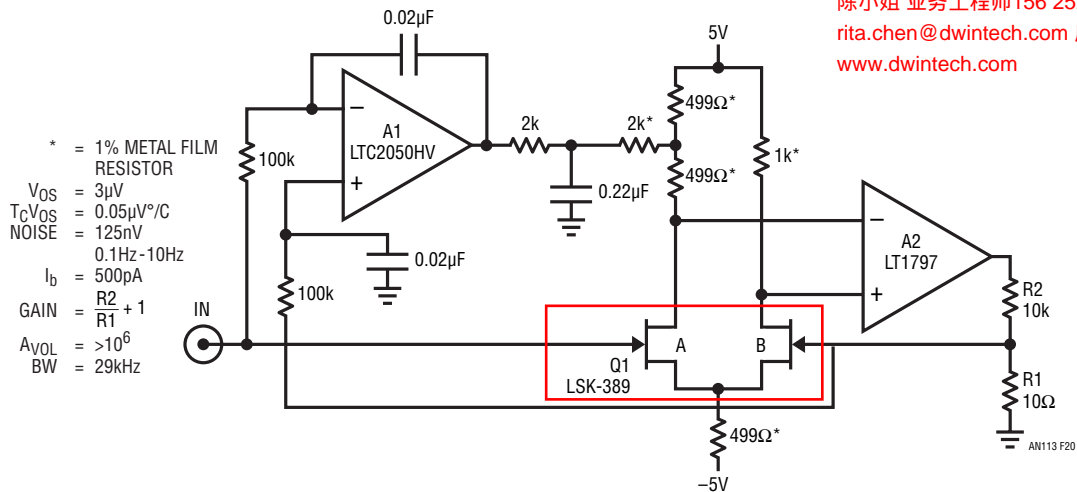 陈小姐 业务工程师156 25
rita.chen@dwintech.com
www.dwintech.com
0.02µF
5V
499Ω*
A1
LTC2050HV
2k
2k*
1k*
100k
499Ω*
0.22µF
* = 1% METAL FILM
RESISTOR
VOS = 3µV
TCVOS = 0.05µV°/C
NOISE = 125nV
0.1Hz-10Hz
Ib = 500pA
GAIN = R2/R1 + 1
AVOL = >10⁶
BW = 29kHz
0.02µF
100k
A2
LT1797
R2
10k
IN
A
B
Q1
LSK-389
R1
10Ω
499Ω*
–5V
AN113 F20